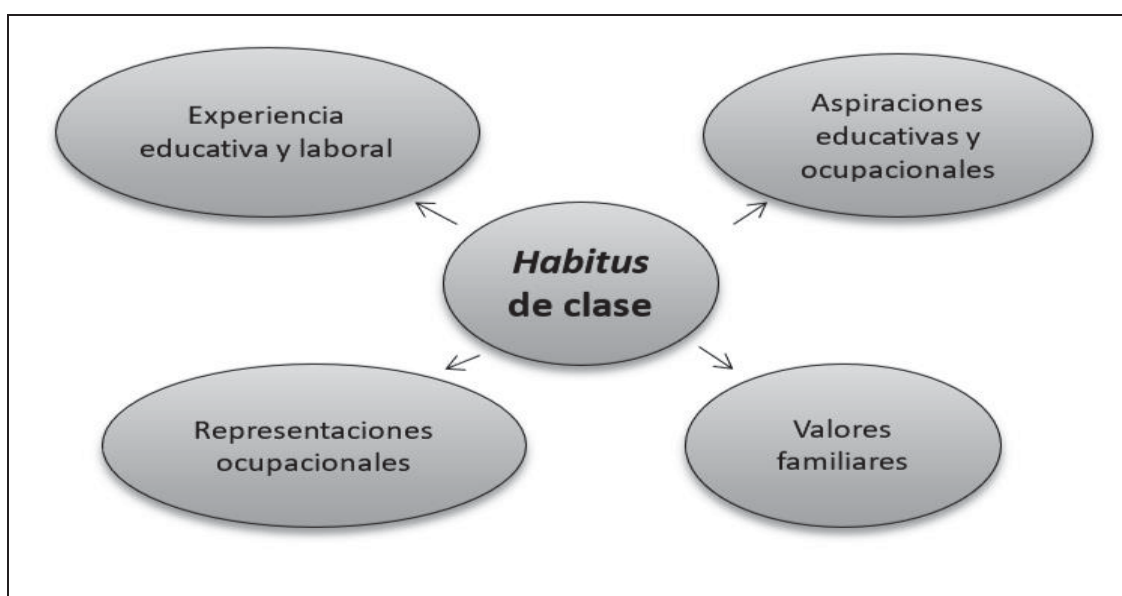 Experiencia
educativa y laboral
Aspiraciones
educativas y
ocupacionales
Habitus
de clase
Representaciones
ocupacionales
Valores
familiares